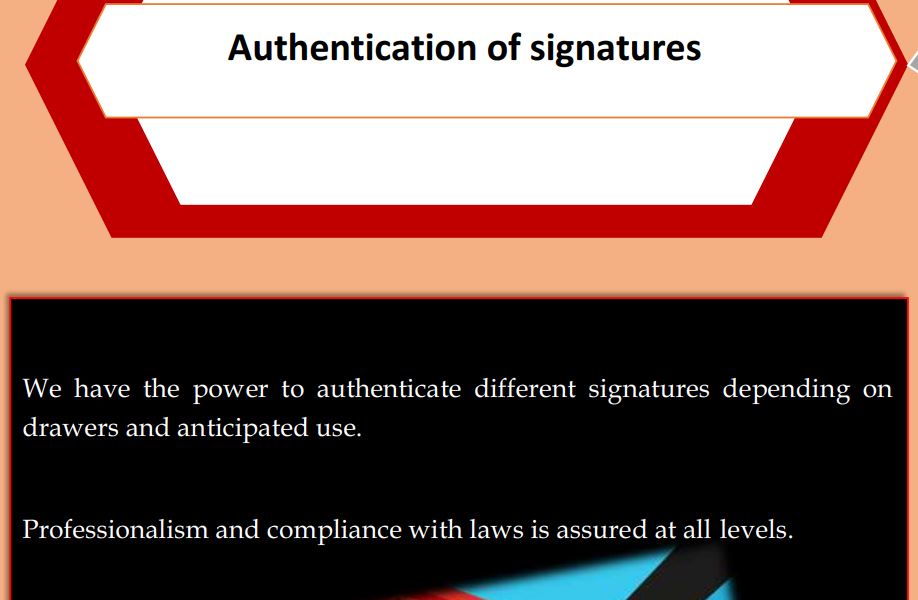 Authentication of signatures
We have the power to authenticate different signatures depending on
drawers and anticipated use.
Professionalism and compliance with laws is assured at all levels.